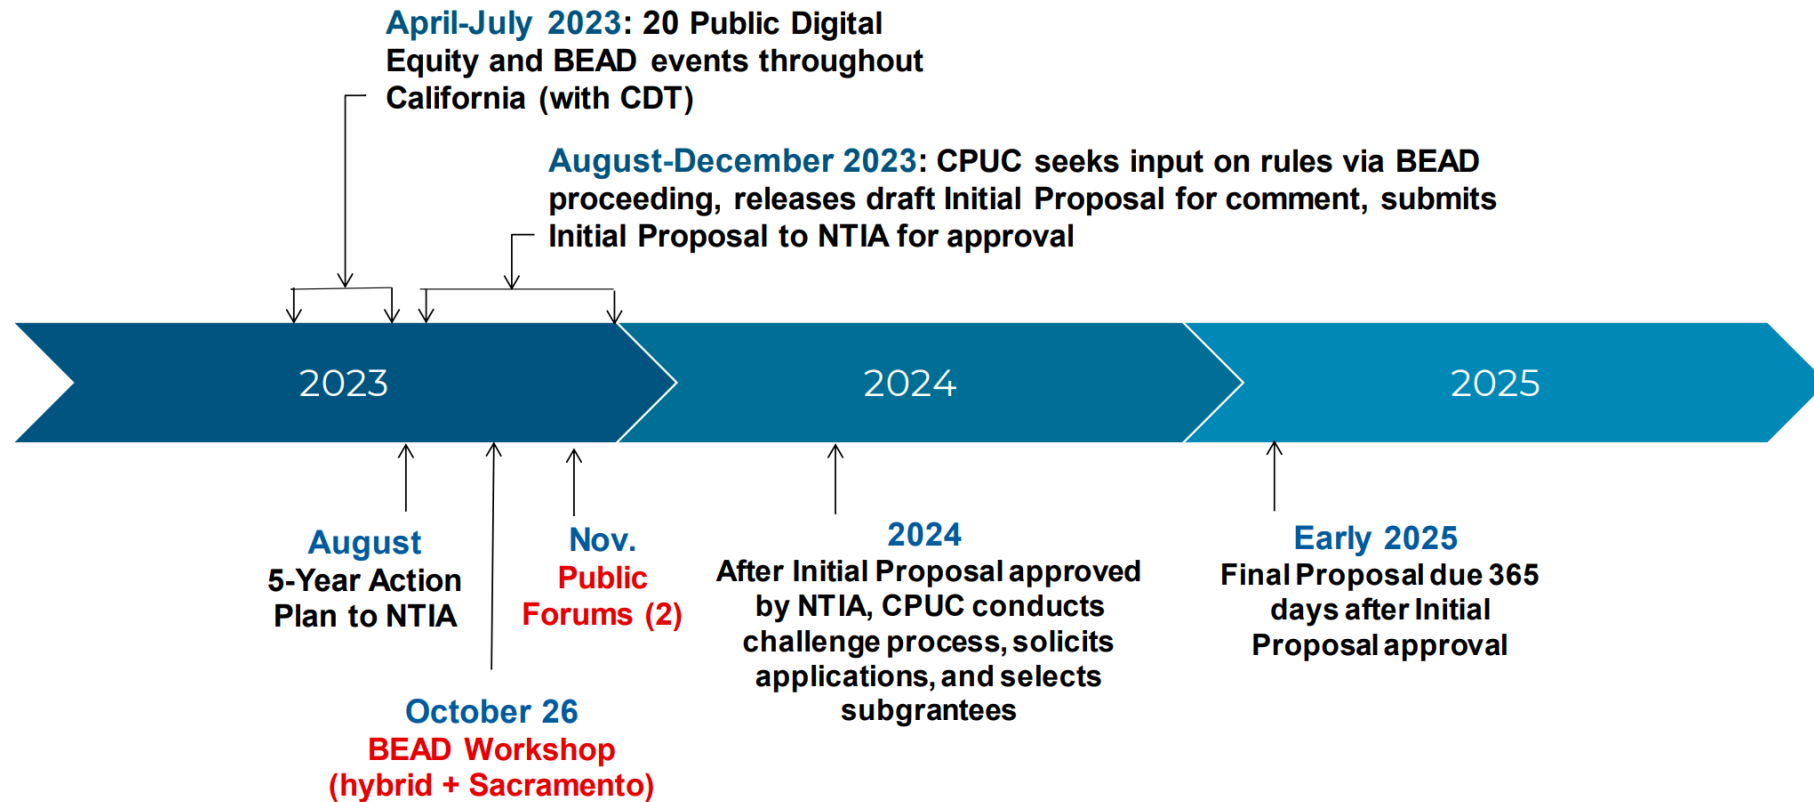 April-July 2023: 20 Public Digital
Equity and BEAD events throughout
California (with CDT)
August-December 2023: CPUC seeks input on rules via BEAD
proceeding, releases draft Initial Proposal for comment, submits
Initial Proposal to NTIA for approval
2023
2024
2025
August
5-Year Action
Plan to NTIA
October 26
BEAD Workshop
(hybrid + Sacramento)
Nov.
Public
Forums (2)
2024
After Initial Proposal approved
by NTIA, CPUC conducts
challenge process, solicits
applications, and selects
subgrantees
Early 2025
Final Proposal due 365
days after Initial
Proposal approval